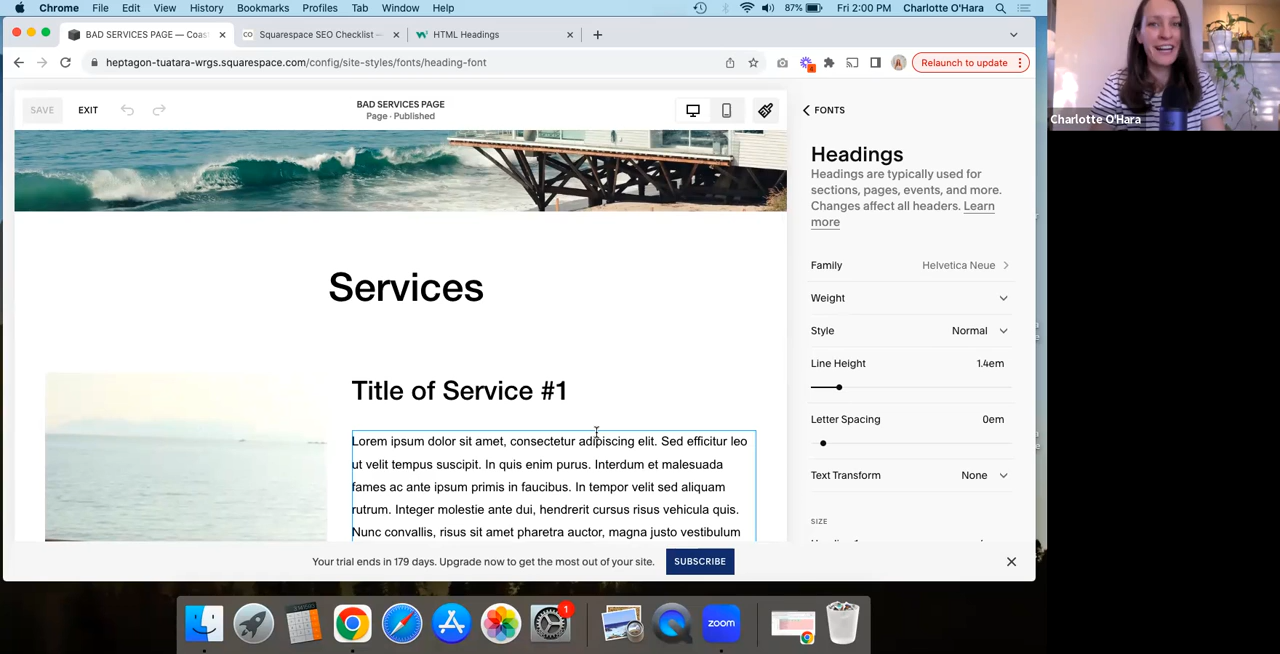 Chrome File Edit View History Bookmarks Profiles Tab Window Help 87% Fri 2:00 PM Charlotte O'Hara
BAD SERVICES PAGE — Coas
Squarespace SEO Checklist —
HTML Headings
heptagon-tuatara-wrgs.squarespace.com/config/site-styles/fonts/heading-font
4
Relaunch to update
Charlotte O'Hara
SAVE EXIT
BAD SERVICES PAGE
Page · Published
FONTS
Headings
Headings are typically used for
sections, pages, events, and more.
Changes affect all headers. Learn
more
Family Helvetica Neue
Weight
Style Normal
Line Height 1.4em
Letter Spacing 0em
Text Transform None
SIZE
Services
Title of Service #1
Lorem ipsum dolor sit amet, consectetur adipiscing elit. Sed efficitur leo
ut velit tempus suscipit. In quis enim purus. Interdum et malesuada
fames ac ante ipsum primis in faucibus. In tempor velit sed aliquam
rutrum. Integer molestie ante dui, hendrerit cursus risus vehicula quis.
Nunc convallis, risus sit amet pharetra auctor, magna justo vestibulum
Your trial ends in 179 days. Upgrade now to get the most out of your site. SUBSCRIBE
1
zoom